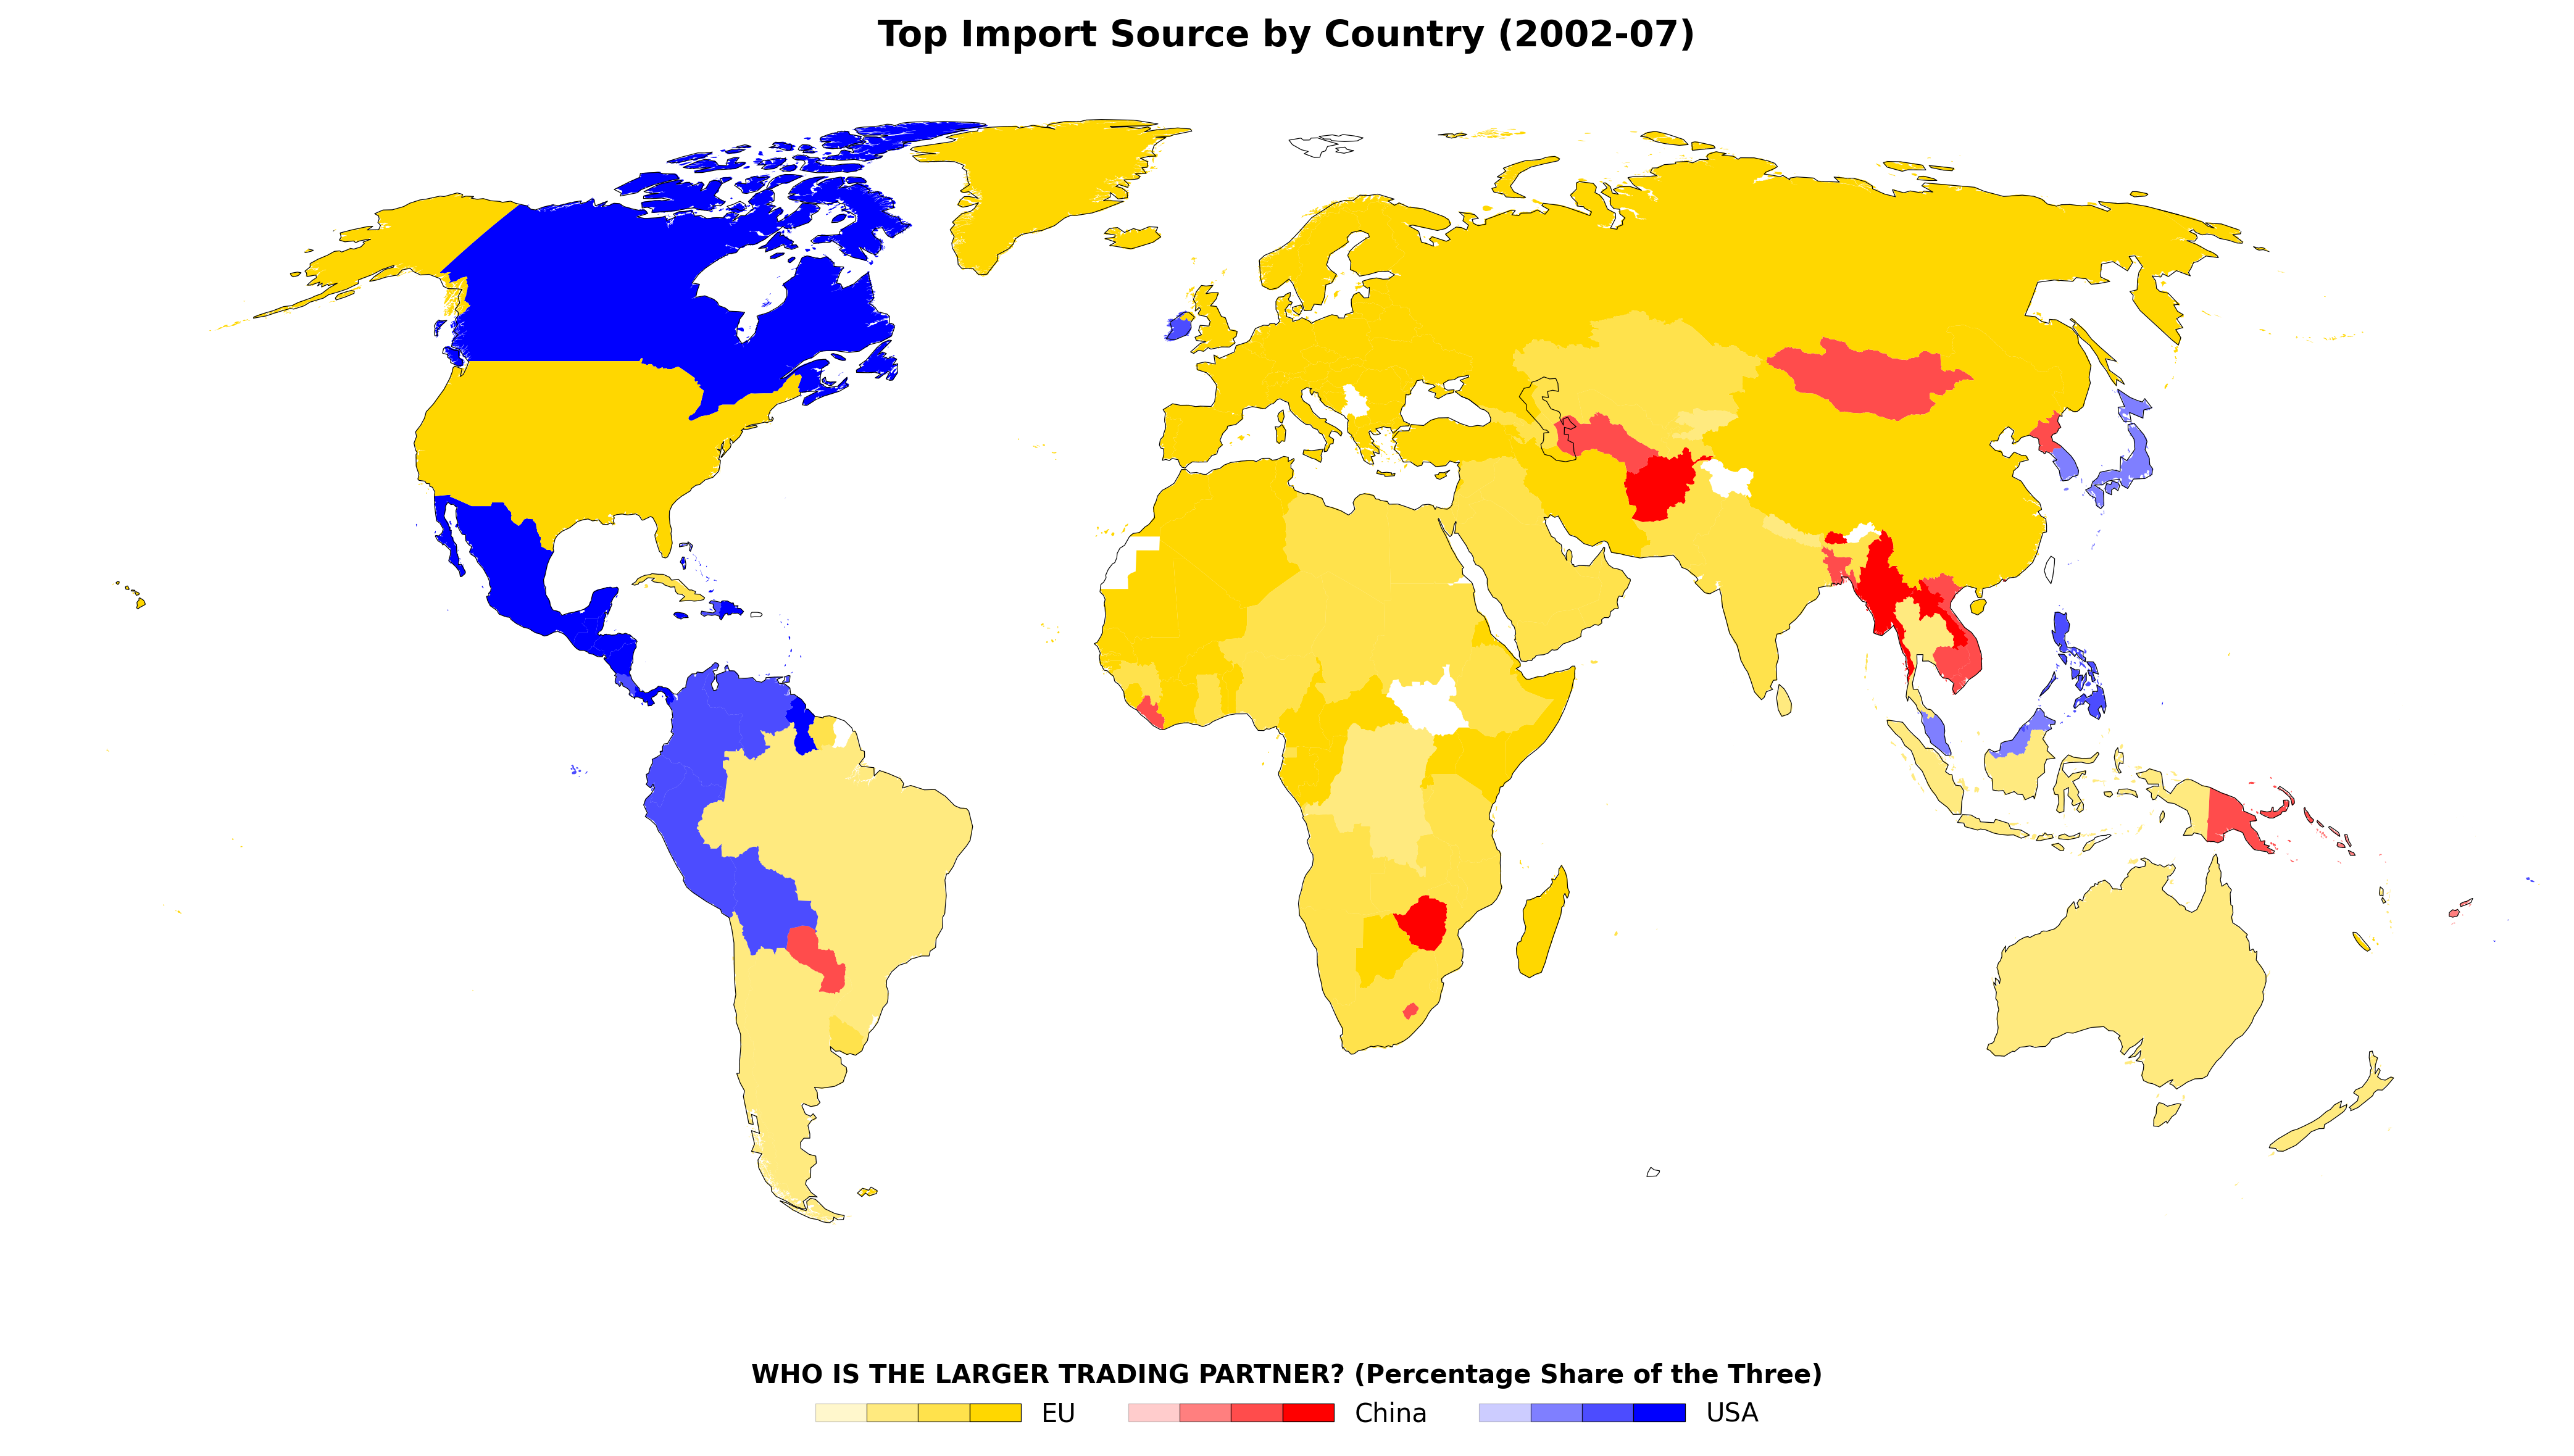 Top Import Source by Country (2002-07)
WHO IS THE LARGER TRADING PARTNER? (Percentage Share of the Three)
EU China USA